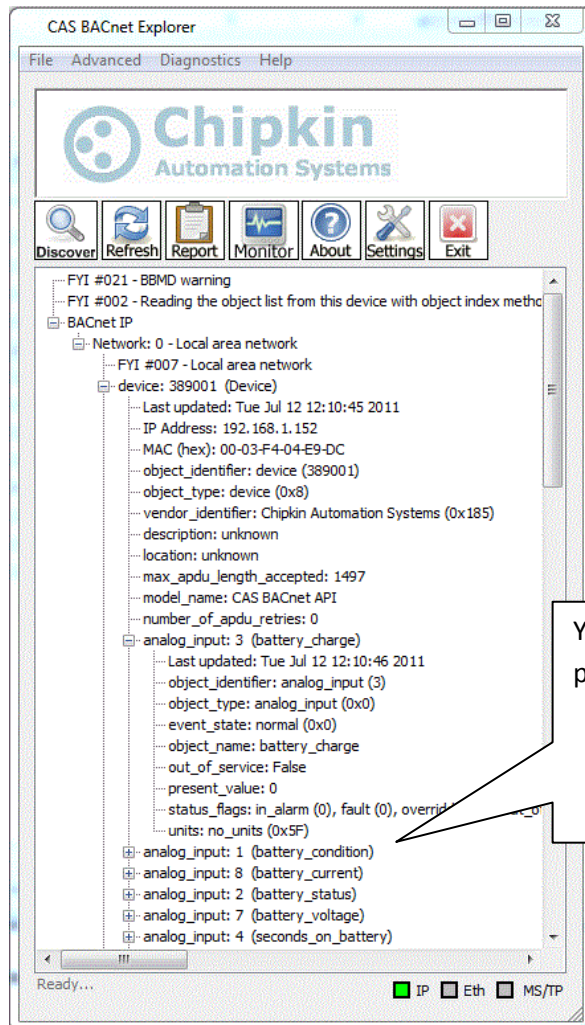 CAS BACnet Explorer
File Advanced Diagnostics Help
Chipkin
Automation Systems
Discover Refresh Report Monitor About Settings Exit
FYI #021 - BBMD warning
FYI #002 - Reading the object list from this device with object index
BACnet IP
Network: 0 - Local area network
FYI #007 - Local area network
device: 389001 (Device)
Last updated: Tue Jul 12 12:10:45 2011
IP Address: 192.168.1.152
MAC (hex): 00-03-F4-04-E9-DC
object_identifier: device (389001)
object_type: device (0x8)
vendor_identifier: Chipkin Automation Systems (0x185)
description: unknown
location: unknown
max_apdu_length_accepted: 1497
model_name: CAS BACnet API
number_of_apdu_retries: 0
analog_input: 3 (battery_charge)
Last updated: Tue Jul 12 12:10:46 2011
object_identifier: analog_input (3)
object_type: analog_input (0x0)
event_state: normal (0x0)
object_name: battery_charge
out_of_service: False
present_value: 0
status_flags: in_alarm (0), fault (0),
units: no_units (0x5F)
analog_input: 1 (battery_condition)
analog_input: 8 (battery_current)
analog_input: 2 (battery_status)
analog_input: 7 (battery_voltage)
analog_input: 4 (seconds_on_battery)
Ready... IP Eth MS/TP